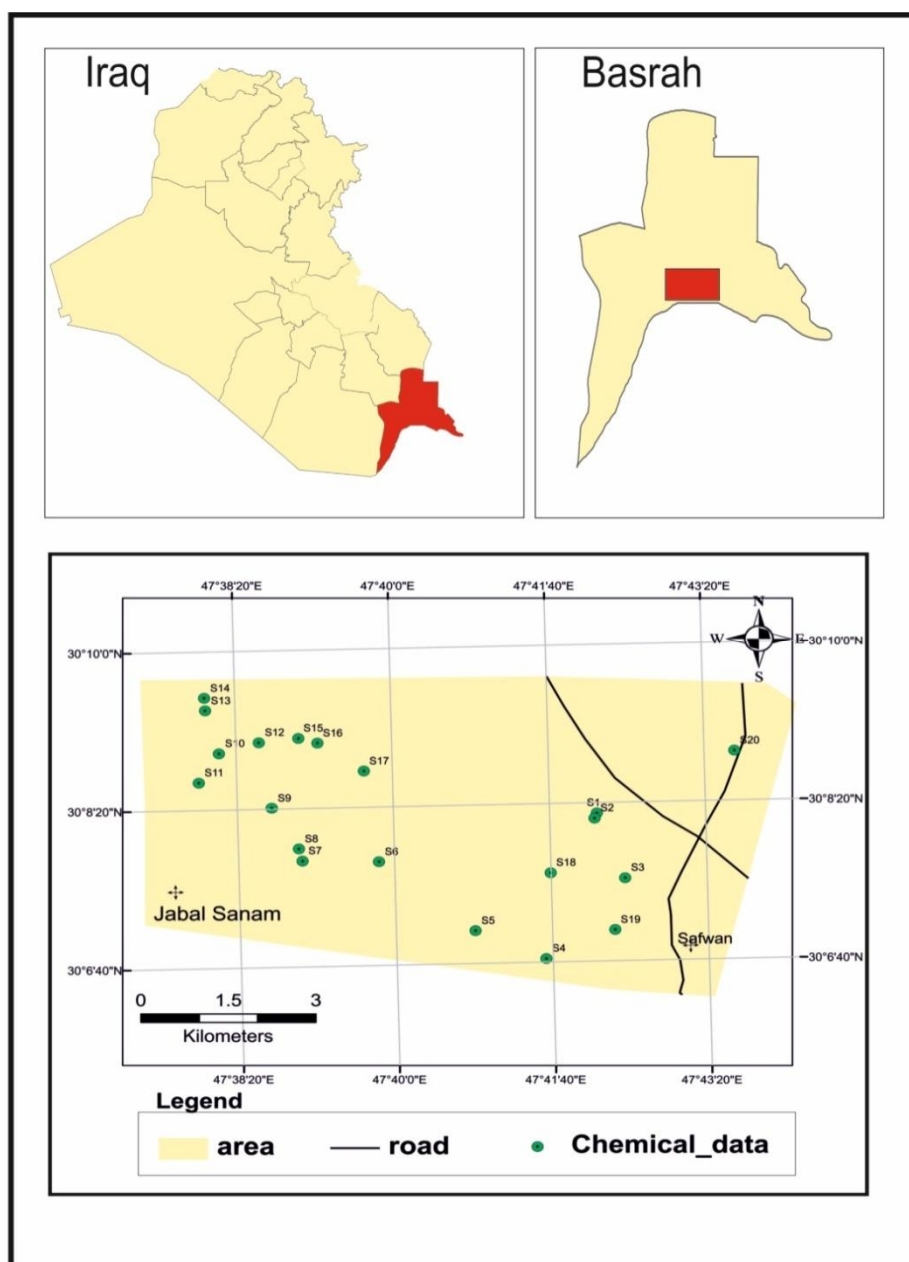 Iraq
Basrah
47°38'20"E 47°40'0"E 47°41'40"E 47°43'20"E
N
W E
S
30°10'0"N 30°10'0"N
S14
S13
S12 S15 S16
S10
S20
S17
S11
30°8'20"N S9 S1 S2 30°8'20"N
S8
S7 S6
S18 S3
Jabal Sanam
S5 S19
Safwan
S4
30°6'40"N 30°6'40"N
0 1.5 3
Kilometers
47°38'20"E 47°40'0"E 47°41'40"E 47°43'20"E
Legend
area road Chemical_data